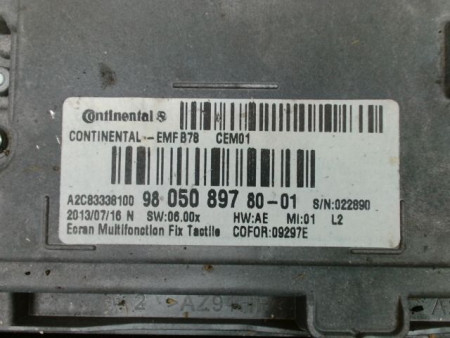 Continental
CONTINENTAL -EMF B78 CEM01
A2C83338100 98 050 897 80-01 S/N:022890
2013/07/16 N SW:06.00x HW:AE MI:01 L2
Ecran Multifonction Fix Tactile COFOR:09297E